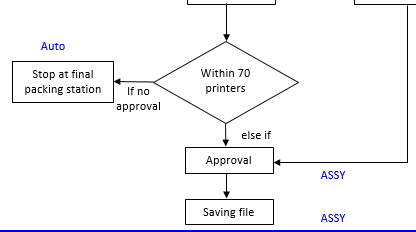 Auto
Within 70
printers
Stop at final
packing station
If no
approval
else if
Approval
ASSY
Saving file
ASSY